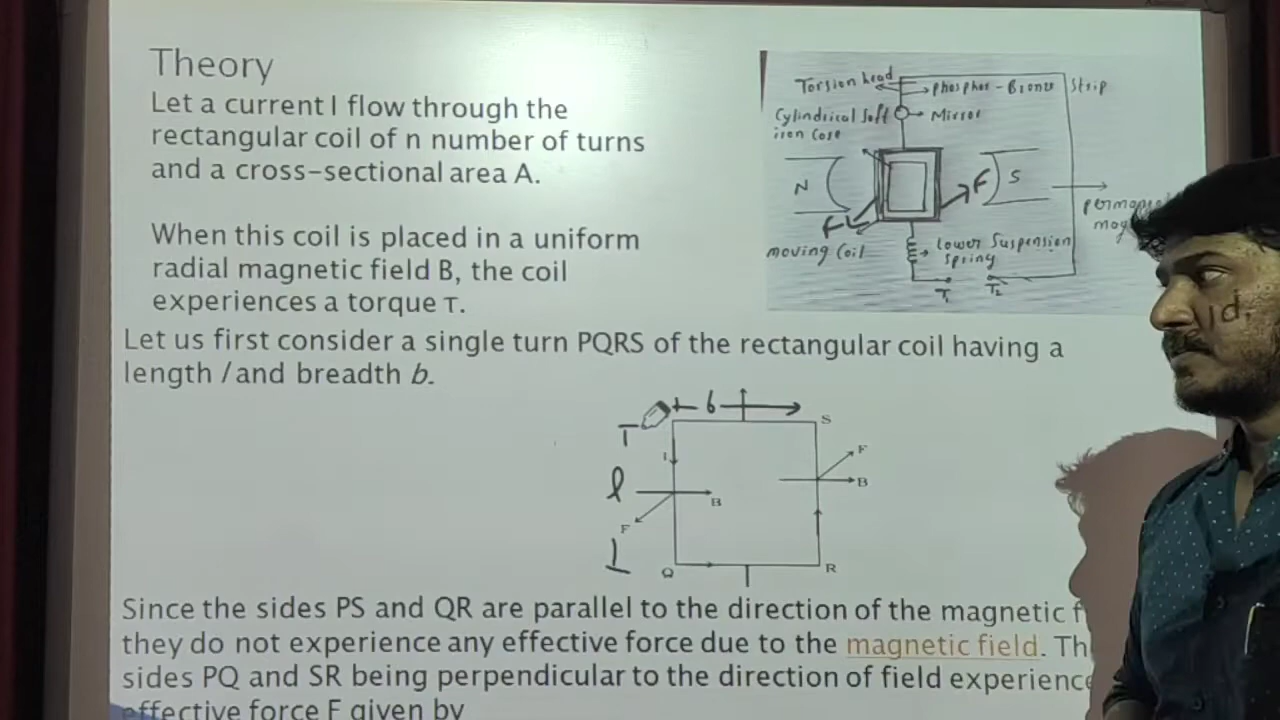 Theory
Let a current I flow through the
rectangular coil of n number of turns
and a cross-sectional area A.
When this coil is placed in a uniform
radial magnetic field B, the coil
experiences a torque τ.
Torsion head
phosphor-Bronze Strip
Cylindrical Soft
iron Core
Mirror
N
F
F
S
moving Coil
Lower Suspension
Spring
T1
T2
Let us first consider a single turn PQRS of the rectangular coil having a
length l and breadth b.
b
S
I
F
l
B
B
F
Q
R
Since the sides PS and QR are parallel to the direction of the magnetic f
they do not experience any effective force due to the magnetic field. Th
sides PQ and SR being perpendicular to the direction of field experience
effective force F given by